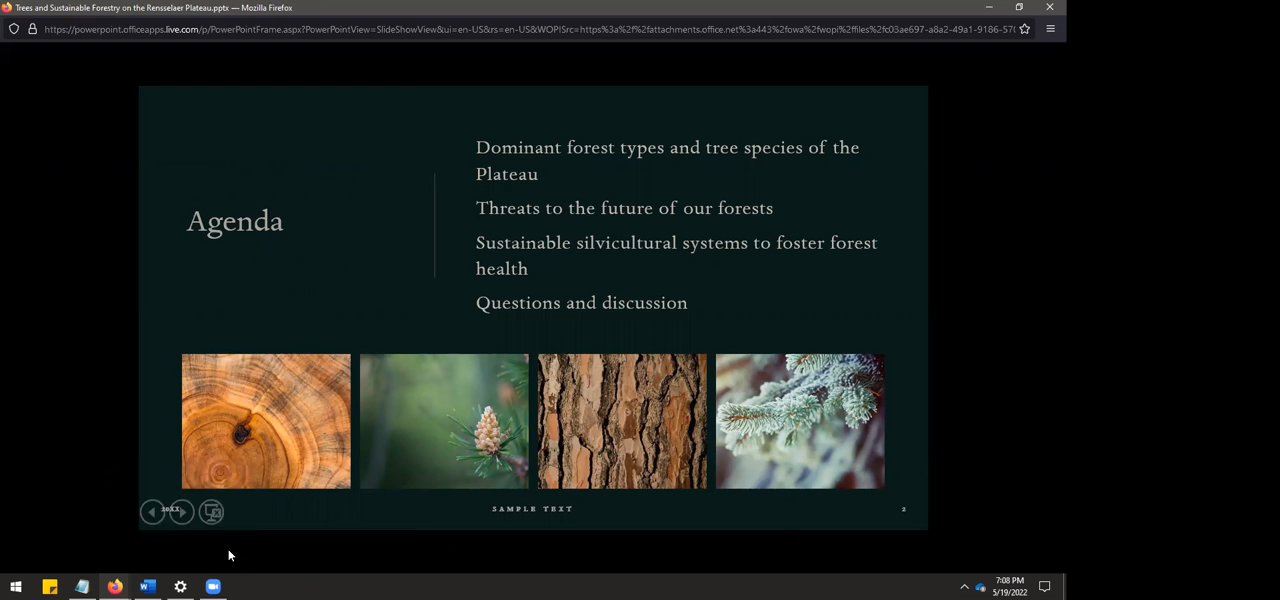 Trees and Sustainable Forestry on the Rensselaer Plateau.pptx — Mozilla Firefox
https://powerpoint.officeapps.live.com/p/PowerPointFrame.aspx?PowerPointView=SlideShowView&ui=en-US&rs=en-US&WOPISrc=https%3a%2f%2fattachments.office.net%3a443%2fowa%2fwopi%2ffiles%2fc03ae697-a8a2-49a1-9186-570
Agenda
Dominant forest types and tree species of the
Plateau
Threats to the future of our forests
Sustainable silvicultural systems to foster forest
health
Questions and discussion
20XX
SAMPLE TEXT
2
7:08 PM
5/19/2022